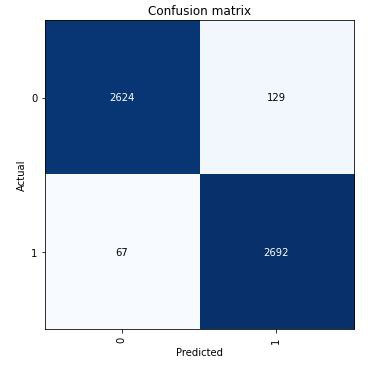 Confusion matrix
0
2624
129
Actual
1
67
2692
0
1
Predicted